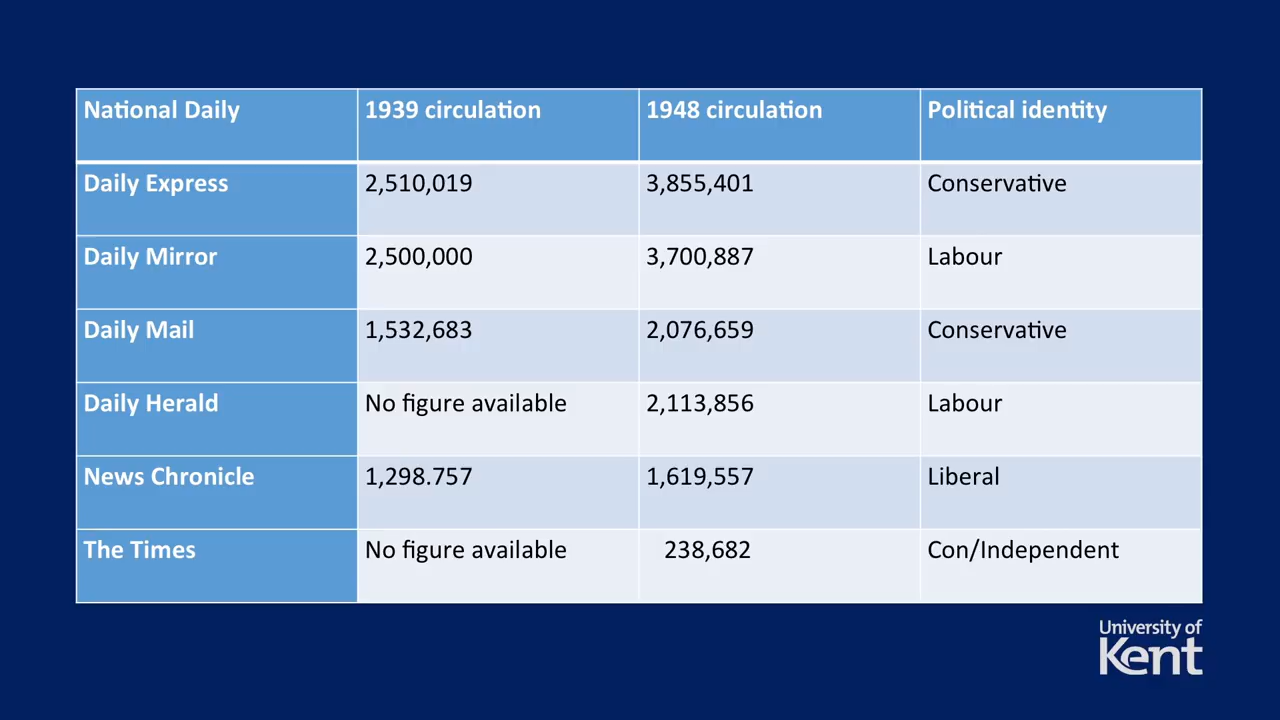 National Daily 1939 circulation 1948 circulation Political identity
Daily Express 2,510,019 3,855,401 Conservative
Daily Mirror 2,500,000 3,700,887 Labour
Daily Mail 1,532,683 2,076,659 Conservative
Daily Herald No figure available 2,113,856 Labour
News Chronicle 1,298.757 1,619,557 Liberal
The Times No figure available 238,682 Con/Independent
University of
Kent